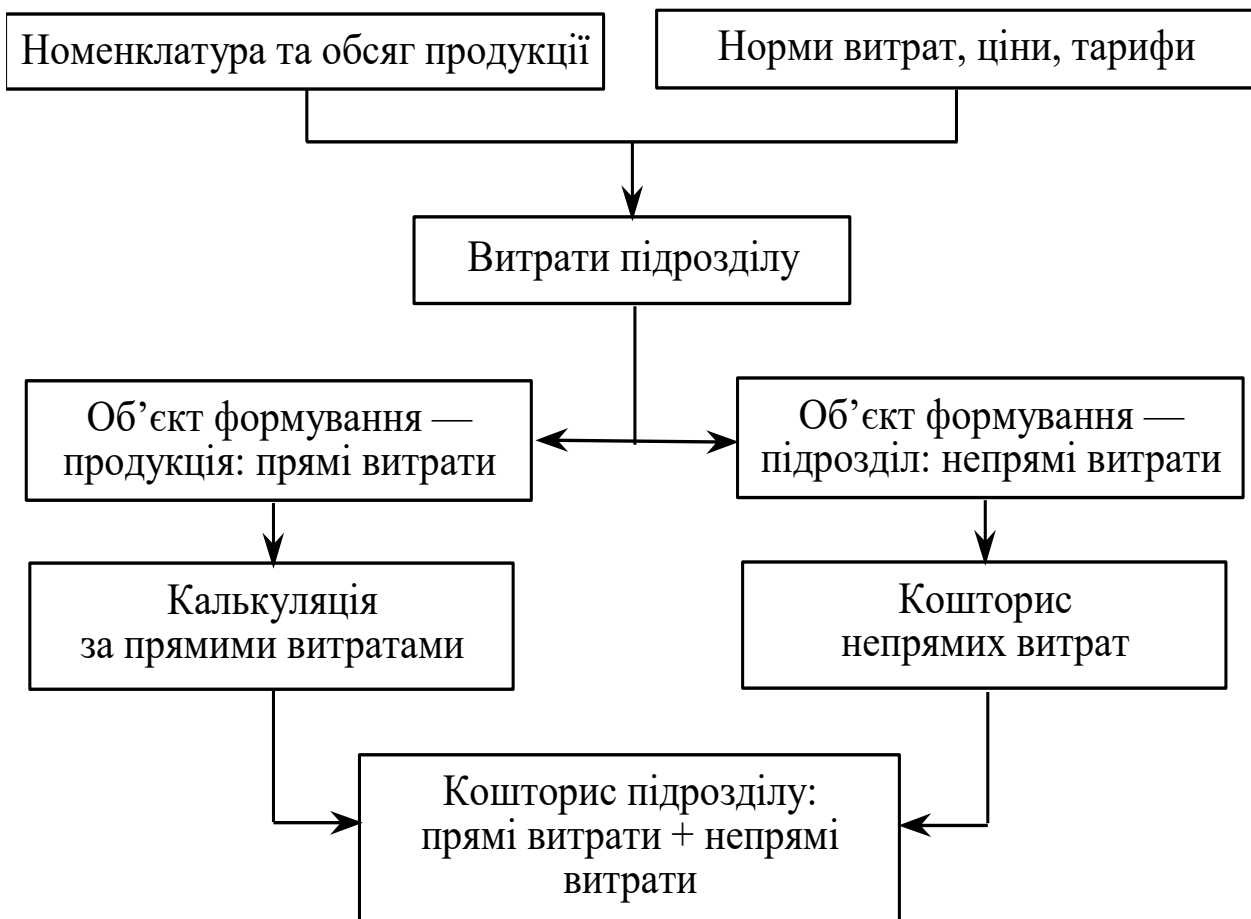 Номенклатура та обсяг продукції
Норми витрат, ціни, тарифи
Витрати підрозділу
Об’єкт формування —
продукція: прямі витрати
Об’єкт формування —
підрозділ: непрямі витрати
Калькуляція
за прямими витратами
Кошторис
непрямих витрат
Кошторис підрозділу:
прямі витрати + непрямі
витрати